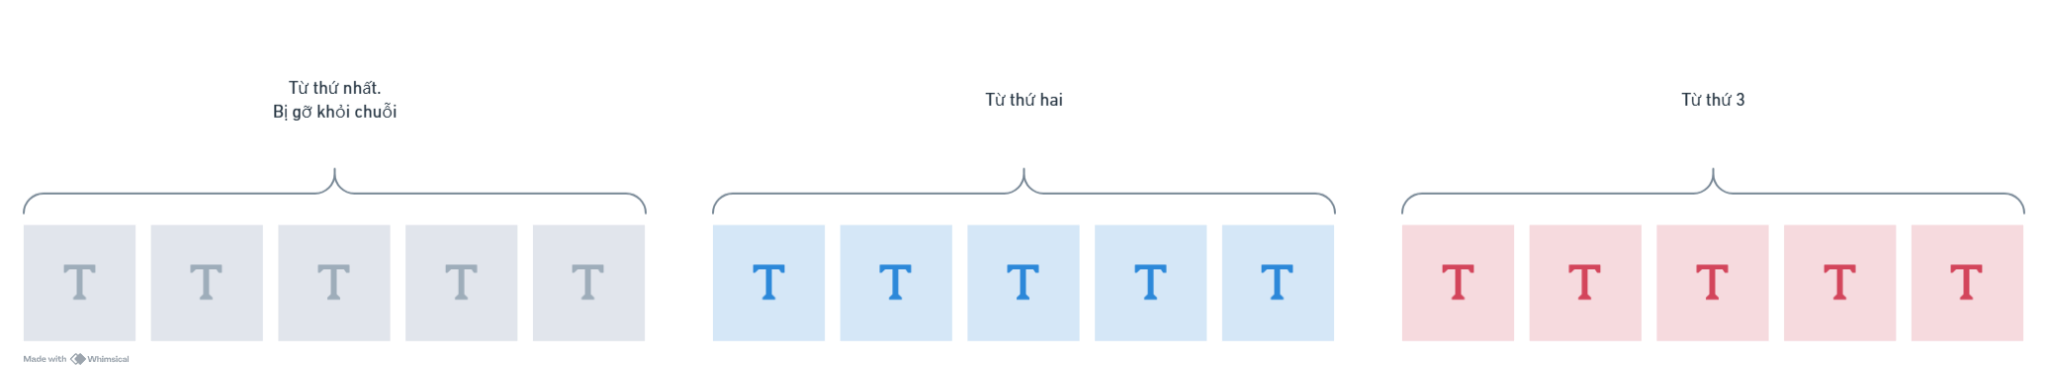 Từ thứ nhất.
Bị gỡ khỏi chuỗi
Từ thứ hai
Từ thứ 3
T T T T T T T T T T T T T T T
Made with Whimsical